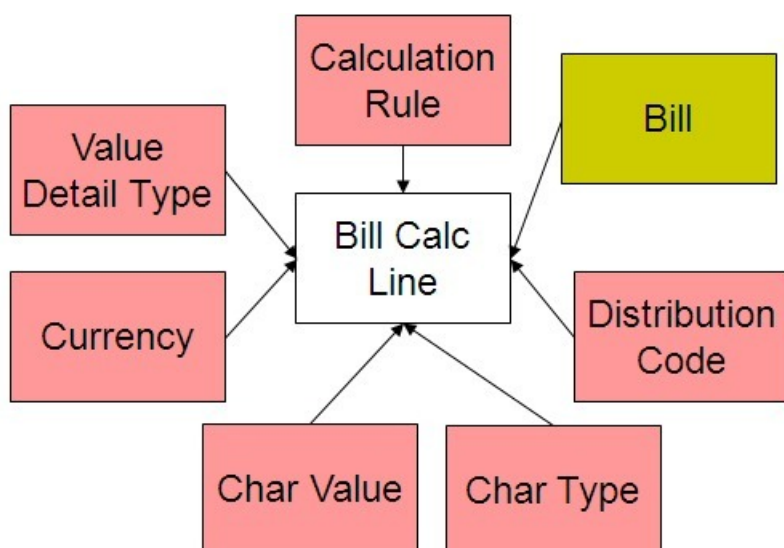 Calculation
Rule
Bill
Value
Detail Type
Bill Calc
Line
Currency
Distribution
Code
Char Value
Char Type